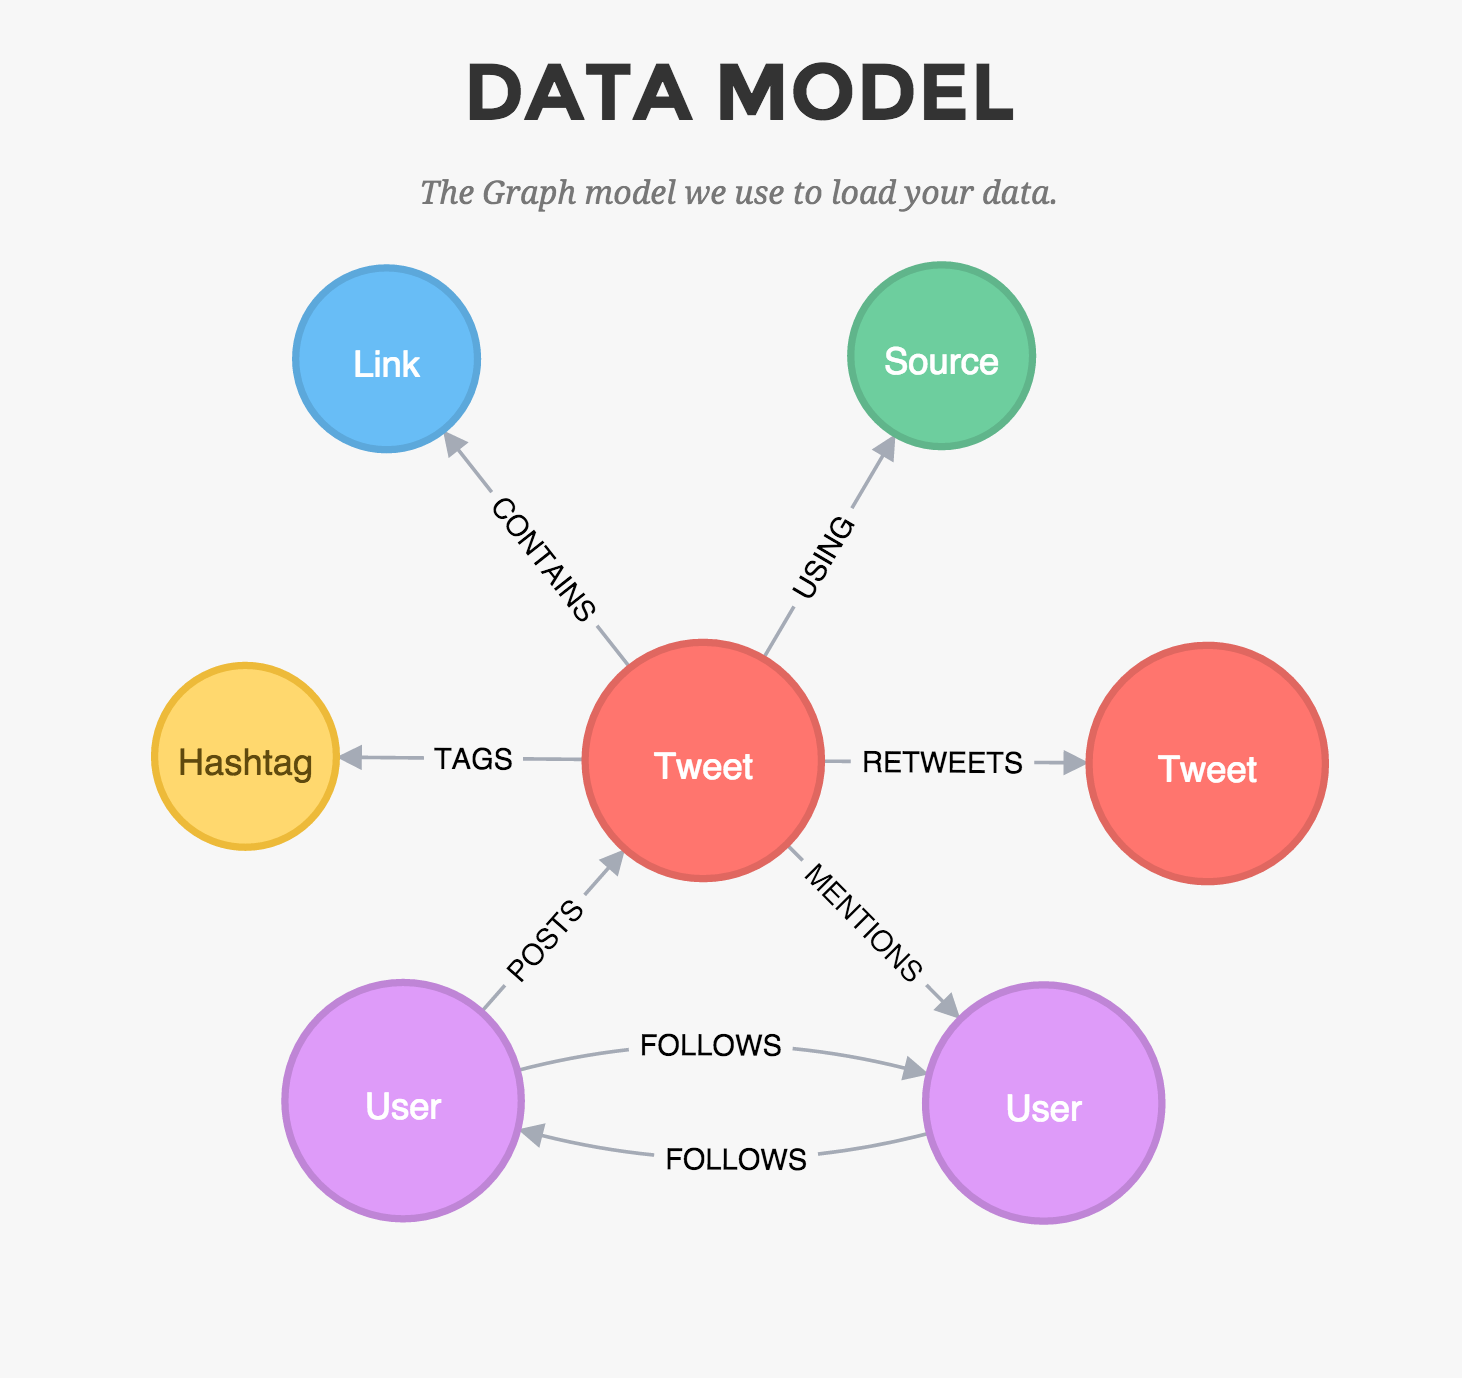 DATA MODEL
The Graph model we use to load your data.
Link
Source
CONTAINS
USING
Hashtag
TAGS
Tweet
RETWEETS
Tweet
POSTS
MENTIONS
FOLLOWS
User
User
FOLLOWS